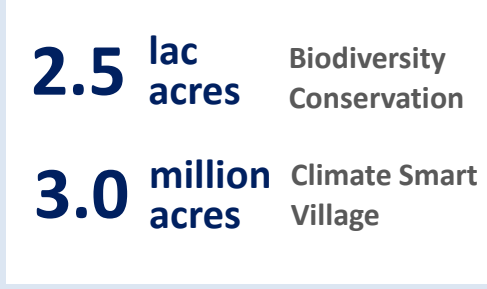 2.5 lac acres Biodiversity Conservation
3.0 million acres Climate Smart Village